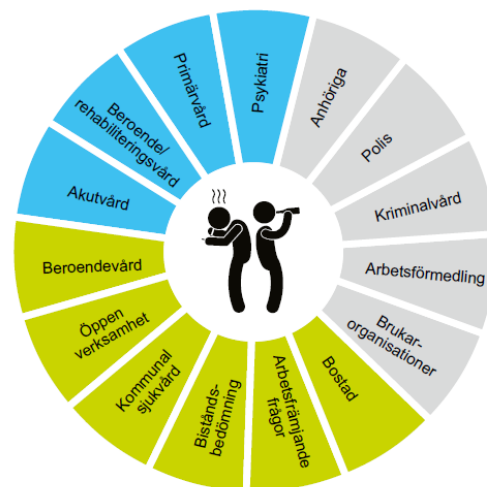 Psykiatri
Anhöriga
Polis
Kriminalvård
Arbetsförmedling
Brukar-
organisationer
Bostad
Arbetsfrämjande
frågor
Bistånds-
bedömning
Kommunal
sjukvård
Öppen
verksamhet
Beroendevård
Akutvård
Beroende/
rehabiliteringsvård
Primärvård